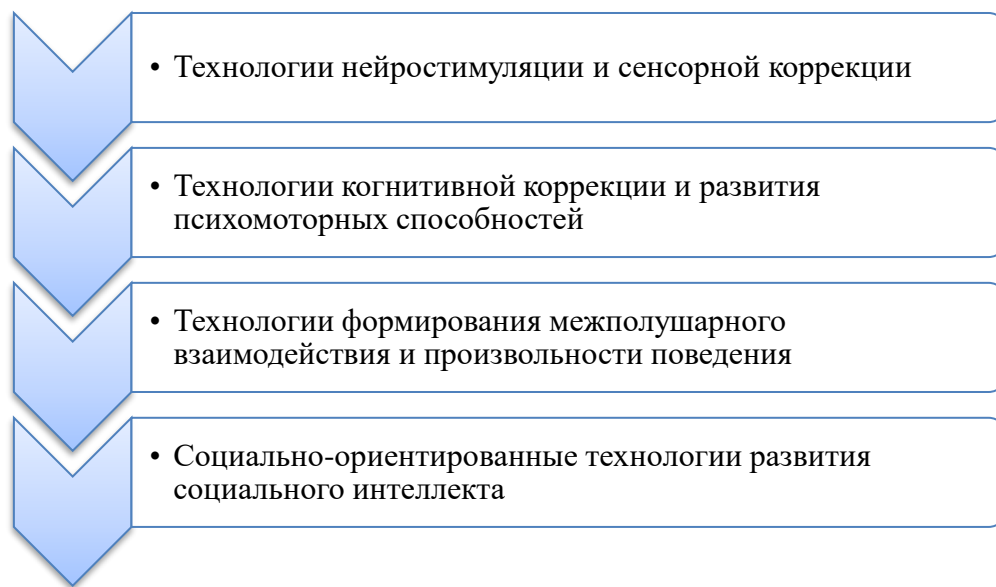 • Технологии нейростимуляции и сенсорной коррекции
• Технологии когнитивной коррекции и развития
психомоторных способностей
• Технологии формирования межполушарного
взаимодействия и произвольности поведения
• Социально-ориентированные технологии развития
социального интеллекта